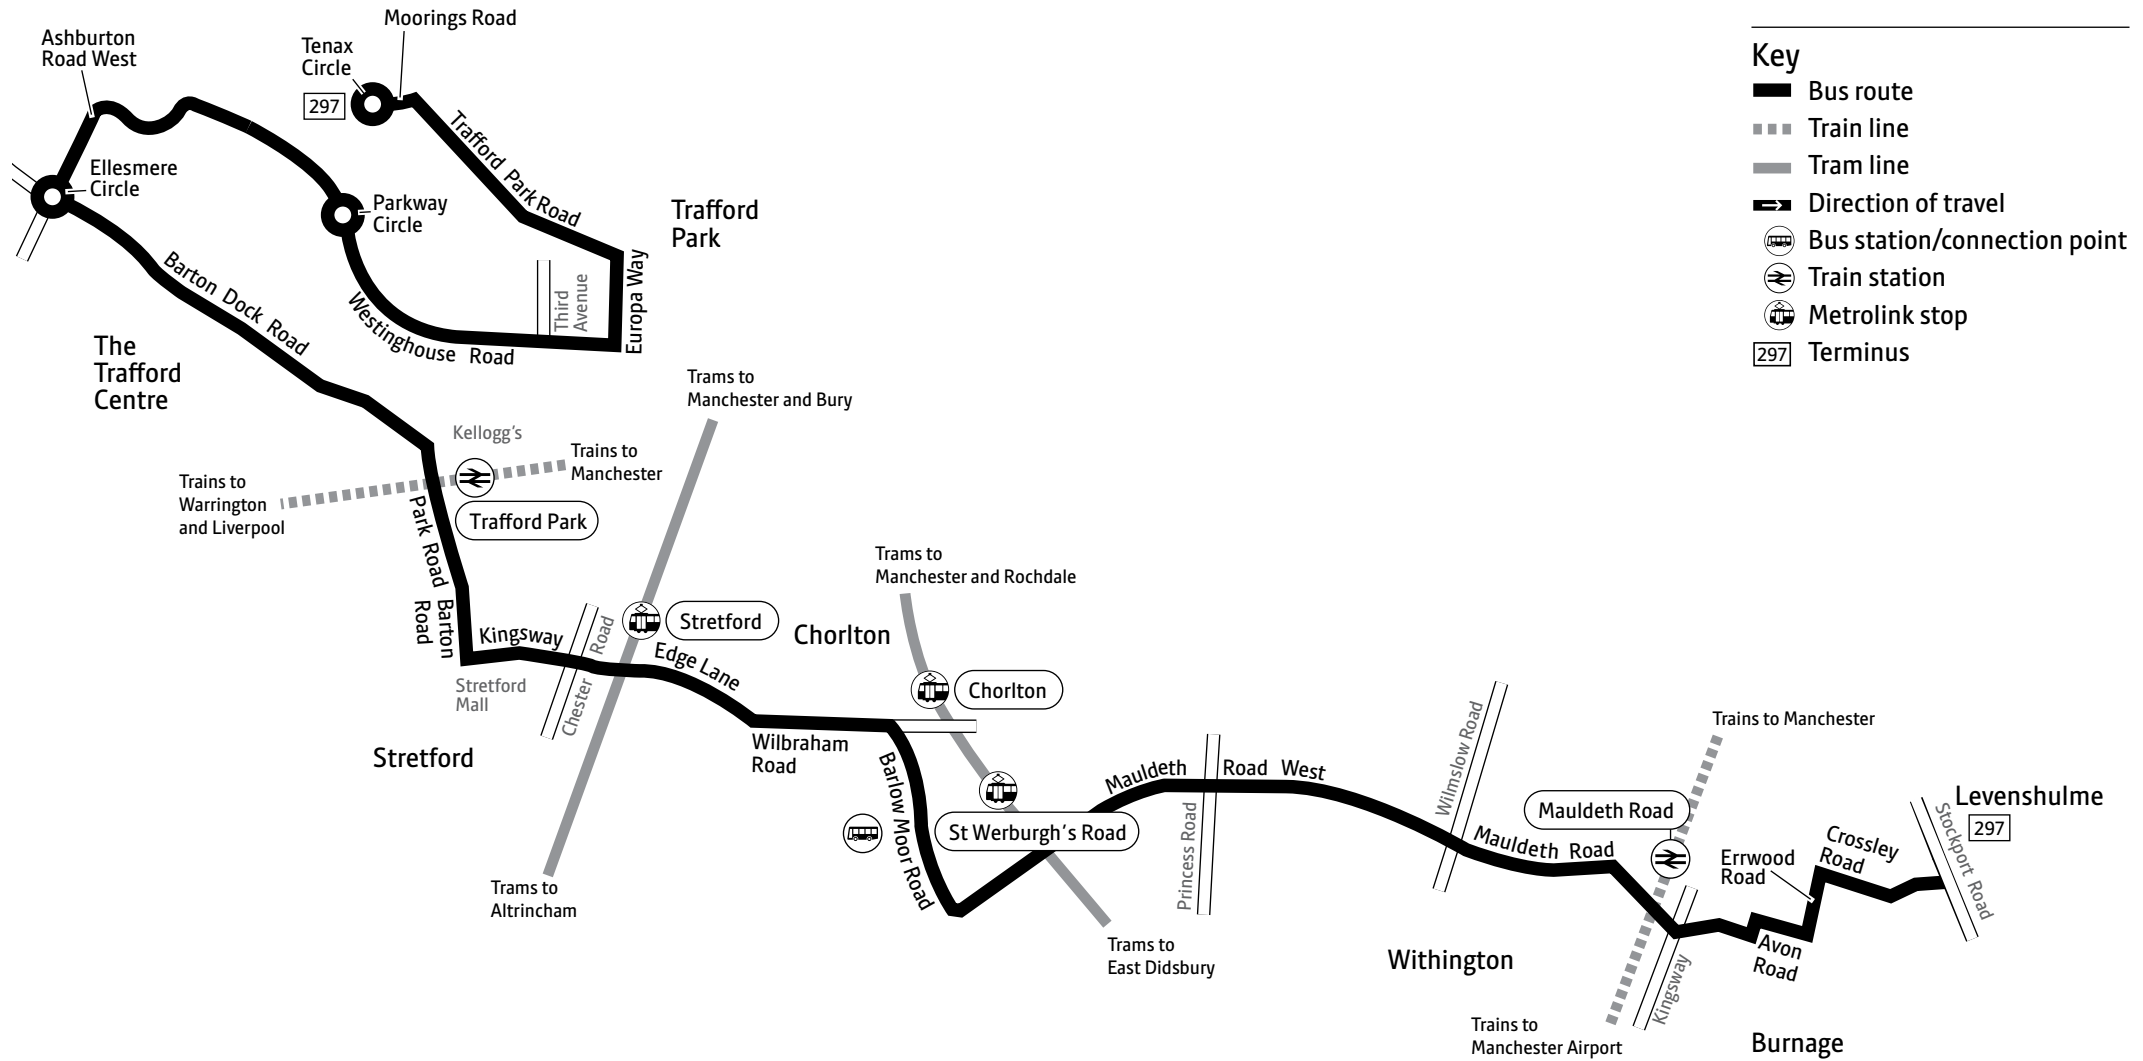 Moorings Road
Ashburton
Road West
Tenax
Circle
297
Trafford Park Road
Ellesmere
Circle
Parkway
Circle
Trafford
Park
Europa Way
Third
Avenue
Westinghouse Road
Barton Dock Road
The
Trafford
Centre
Trams to
Manchester and Bury
Kellogg's
Trains to
Manchester
Trains to
Warrington
and Liverpool
Trafford Park
Park Road
Barton
Road
Kingsway
Stretford
Mall
Chester Road
Stretford
Edge Lane
Stretford
Trams to
Altrincham
Chorlton
Trams to
Manchester and Rochdale
Chorlton
Wilbraham
Road
Barlow Moor Road
St Werburgh's Road
Trams to
East Didsbury
Mauldeth Road West
Princess Road
Wilmslow Road
Mauldeth Road
Withington
Mauldeth Road
Trains to Manchester
Trains to
Manchester Airport
Kingsway
Burnage
Avon
Road
Errwood
Road
Crossley
Road
Levenshulme
297
Stockport Road
Key
Bus route
Train line
Tram line
Direction of travel
Bus station/connection point
Train station
Metrolink stop
297 Terminus